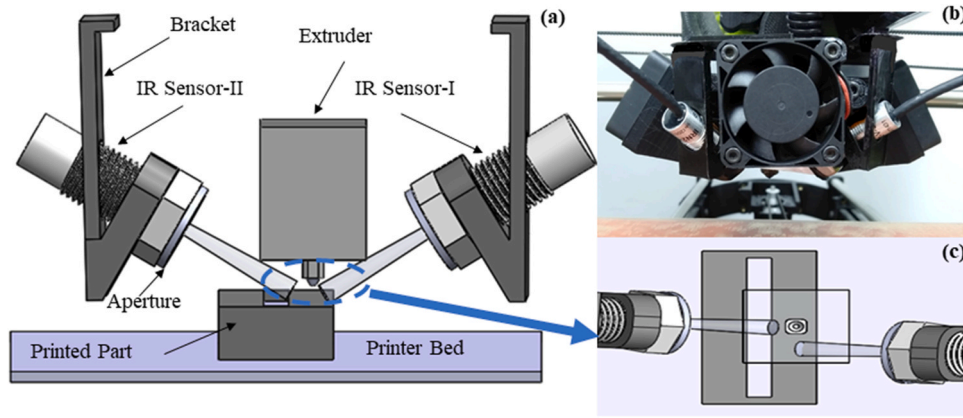 (a)
Bracket
Extruder
IR Sensor-II
IR Sensor-I
Aperture
Printed Part
Printer Bed
(b)
(c)